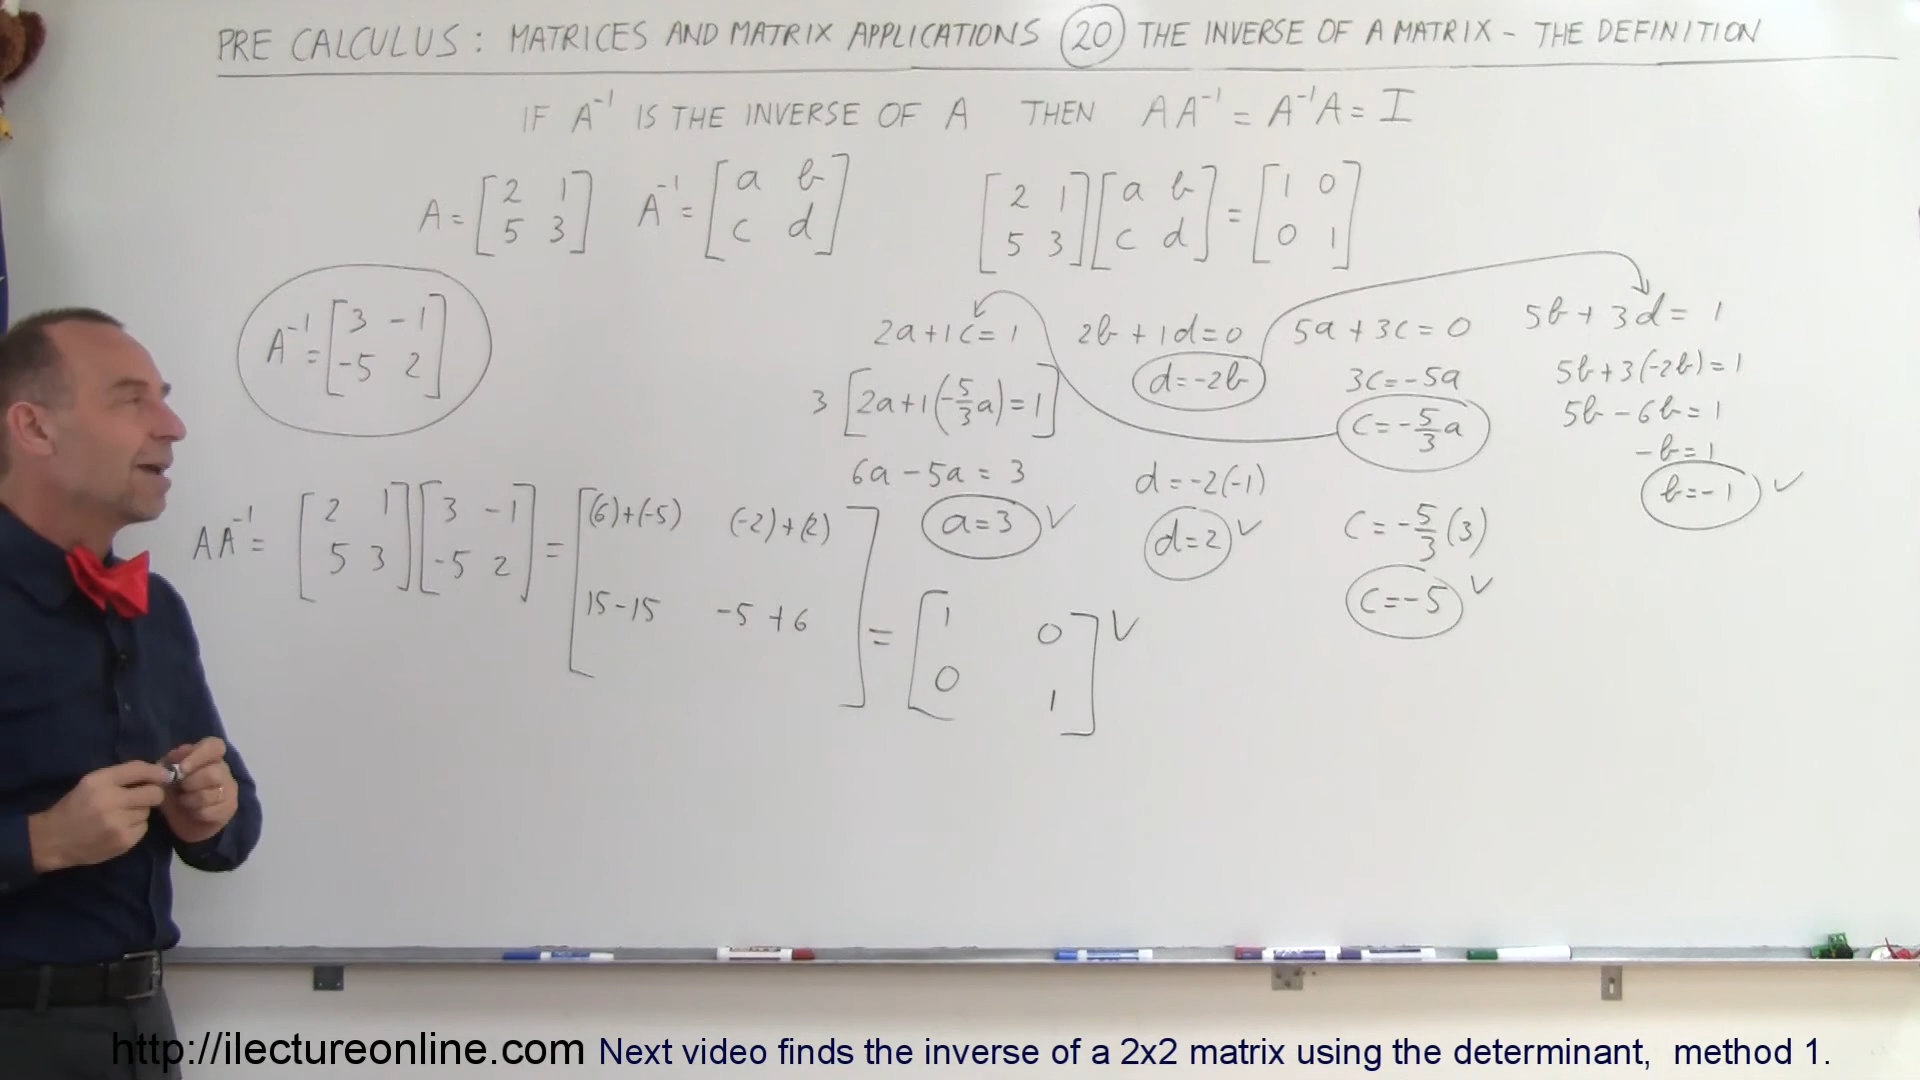 PRE CALCULUS: MATRICES AND MATRIX APPLICATIONS 20 THE INVERSE OF A MATRIX - THE DEFINITION
IF A⁻¹ IS THE INVERSE OF A THEN AA⁻¹ = A⁻¹A = I
A = [2 1; 5 3] A⁻¹ = [a b; c d]
[2 1; 5 3][a b; c d] = [1 0; 0 1]
A⁻¹ = [3 -1; -5 2]
2a+1c=1
3[2a+1(-5/3 a)=1]
6a-5a=3
a=3 ✓
2b+1d=0
d=-2b
d=-2(-1)
d=2 ✓
5a+3c=0
3c=-5a
c=-5/3 a
c=-5/3(3)
c=-5 ✓
5b+3d=1
5b+3(-2b)=1
5b-6b=1
-b=1
b=-1 ✓
AA⁻¹ = [2 1; 5 3][3 -1; -5 2] = [(6)+(-5) (-2)+(2); 15-15 -5+6] = [1 0; 0 1] ✓
http://ilectureonline.com Next video finds the inverse of a 2x2 matrix using the determinant, method 1.